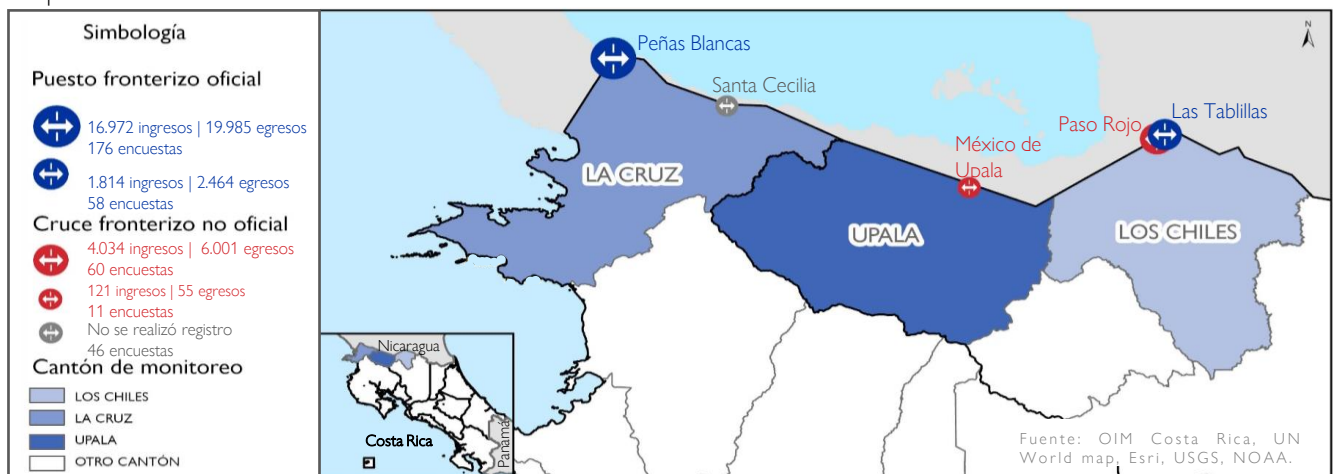 Simbología
Puesto fronterizo oficial
16.972 ingresos | 19.985 egresos
176 encuestas
1.814 ingresos | 2.464 egresos
58 encuestas
Cruce fronterizo no oficial
4.034 ingresos | 6.001 egresos
60 encuestas
121 ingresos | 55 egresos
11 encuestas
No se realizó registro
46 encuestas
Cantón de monitoreo
LOS CHILES
LA CRUZ
UPALA
OTRO CANTÓN
N
Peñas Blancas
Santa Cecilia
México de
Upala
Paso Rojo
Las Tablillas
LA CRUZ
UPALA
LOS CHILES
Nicaragua
Costa Rica
Panamá
Fuente: OIM Costa Rica, UN
World map, Esri, USGS, NOAA.